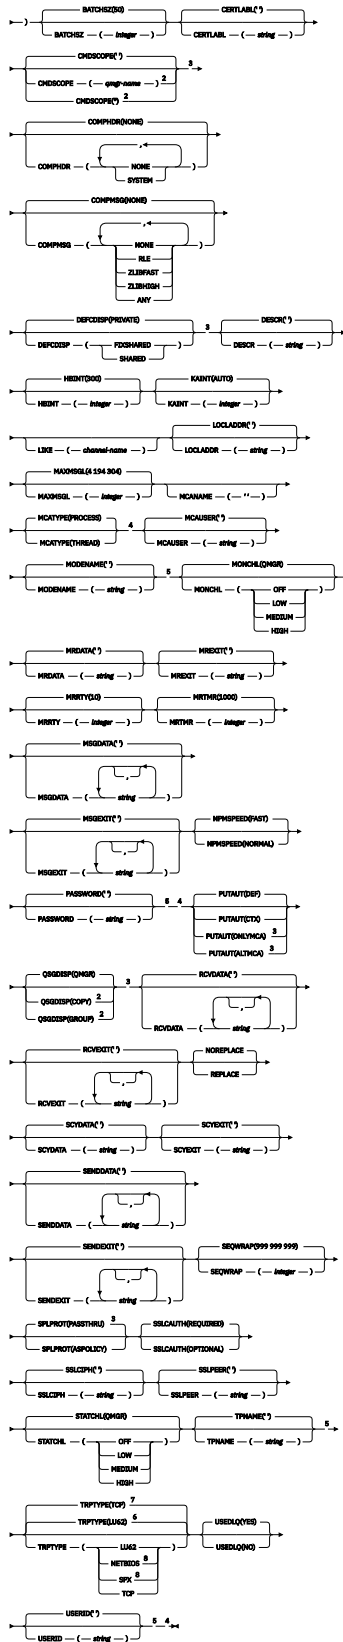 ) BATCHSZ(50) CERTLABL(' ')
BATCHSZ ( integer ) CERTLABL ( string )
CMDSCOPE(' ') 3
CMDSCOPE ( qmgr-name ) 2
CMDSCOPE(*) 2
COMPHDR(NONE)
,
COMPHDR ( NONE )
SYSTEM
COMPMSG(NONE)
,
COMPMSG ( NONE )
RLE
ZLIBFAST
ZLIBHIGH
ANY
DEFCDISP(PRIVATE) 3 DESCR(' ')
DEFCDISP ( FIXSHARED ) DESCR ( string )
SHARED
HBINT(300) KAINT(AUTO)
HBINT ( integer ) KAINT ( integer )
LOCLADDR(' ')
LIKE ( channel-name ) LOCLADDR ( string )
MAXMSGL(4 194 304)
MAXMSGL ( integer ) MCANAME ( ' ' )
MCATYPE(PROCESS) 4 MCAUSER(' ')
MCATYPE(THREAD) MCAUSER ( string )
MODENAME(' ') 5 MONCHL(QMGR)
MODENAME ( string ) MONCHL ( OFF )
LOW
MEDIUM
HIGH
MRDATA(' ') MREXIT(' ')
MRDATA ( string ) MREXIT ( string )
MRRTY(10) MRTMR(1000)
MRRTY ( integer ) MRTMR ( integer )
MSGDATA(' ')
,
MSGDATA ( string )
MSGEXIT(' ') NPMSPEED(FAST)
, NPMSPEED(NORMAL)
MSGEXIT ( string )
PASSWORD(' ') 5 4 PUTAUT(DEF)
PASSWORD ( string ) PUTAUT(CTX)
PUTAUT(ONLYMCA) 3
PUTAUT(ALTMCA) 3
QSGDISP(QMGR) 3 RCVDATA(' ')
QSGDISP(COPY) 2 ,
QSGDISP(GROUP) 2 RCVDATA ( string )
RCVEXIT(' ') NOREPLACE
, REPLACE
RCVEXIT ( string )
SCYDATA(' ') SCYEXIT(' ')
SCYDATA ( string ) SCYEXIT ( string )
SENDDATA(' ')
,
SENDDATA ( string )
SENDEXIT(' ') SEQWRAP(999 999 999)
, SEQWRAP ( integer )
SENDEXIT ( string )
SPLPROT(PASSTHRU) 3 SSLCAUTH(REQUIRED)
SPLPROT(ASPOLICY) SSLCAUTH(OPTIONAL)
SSLCIPH(' ') SSLPEER(' ')
SSLCIPH ( string ) SSLPEER ( string )
STATCHL(QMGR) TPNAME(' ') 5
STATCHL ( OFF ) TPNAME ( string )
LOW
MEDIUM
HIGH
TRPTYPE(TCP) 7
TRPTYPE(LU62) 6 USEDLQ(YES)
TRPTYPE ( LU62 ) USEDLQ(NO)
NETBIOS 8
SPX 8
TCP
USERID(' ') 5 4
USERID ( string )